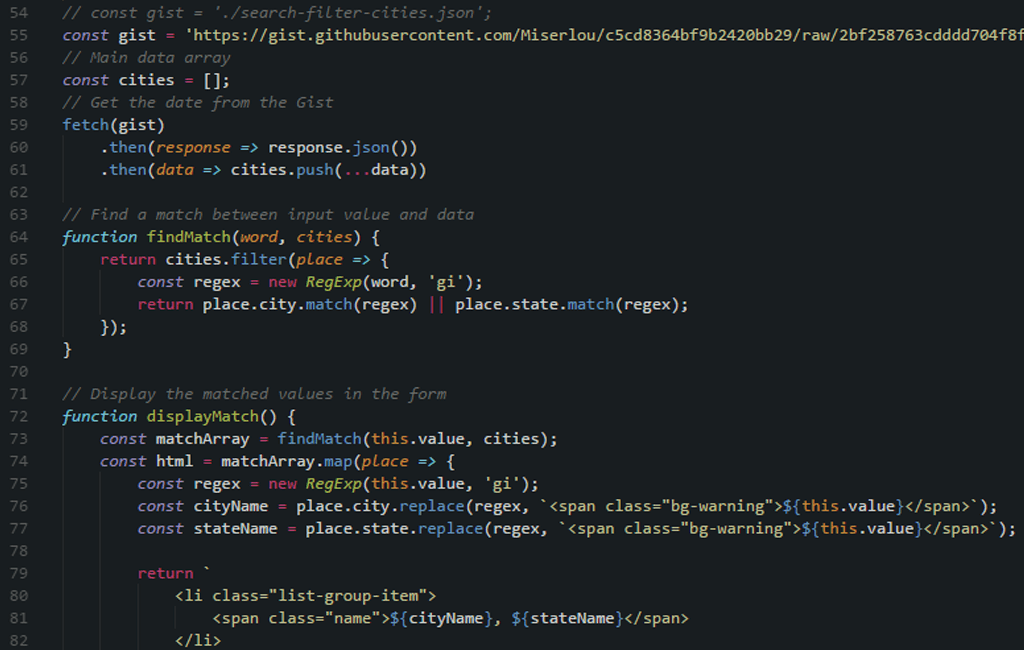 54 // const gist = './search-filter-cities.json';
55 const gist = 'https://gist.githubusercontent.com/Miserlou/c5cd8364bf9b2420bb29/raw/2bf258763cdddd704f8f
56 // Main data array
57 const cities = [];
58 // Get the date from the Gist
59 fetch(gist)
60 .then(response => response.json())
61 .then(data => cities.push(...data))
62
63 // Find a match between input value and data
64 function findMatch(word, cities) {
65 return cities.filter(place => {
66 const regex = new RegExp(word, 'gi');
67 return place.city.match(regex) || place.state.match(regex);
68 });
69 }
70
71 // Display the matched values in the form
72 function displayMatch() {
73 const matchArray = findMatch(this.value, cities);
74 const html = matchArray.map(place => {
75 const regex = new RegExp(this.value, 'gi');
76 const cityName = place.city.replace(regex, `<span class="bg-warning">${this.value}</span>`);
77 const stateName = place.state.replace(regex, `<span class="bg-warning">${this.value}</span>`);
78
79 return `
80 <li class="list-group-item">
81 <span class="name">${cityName}, ${stateName}</span>
82 </li>